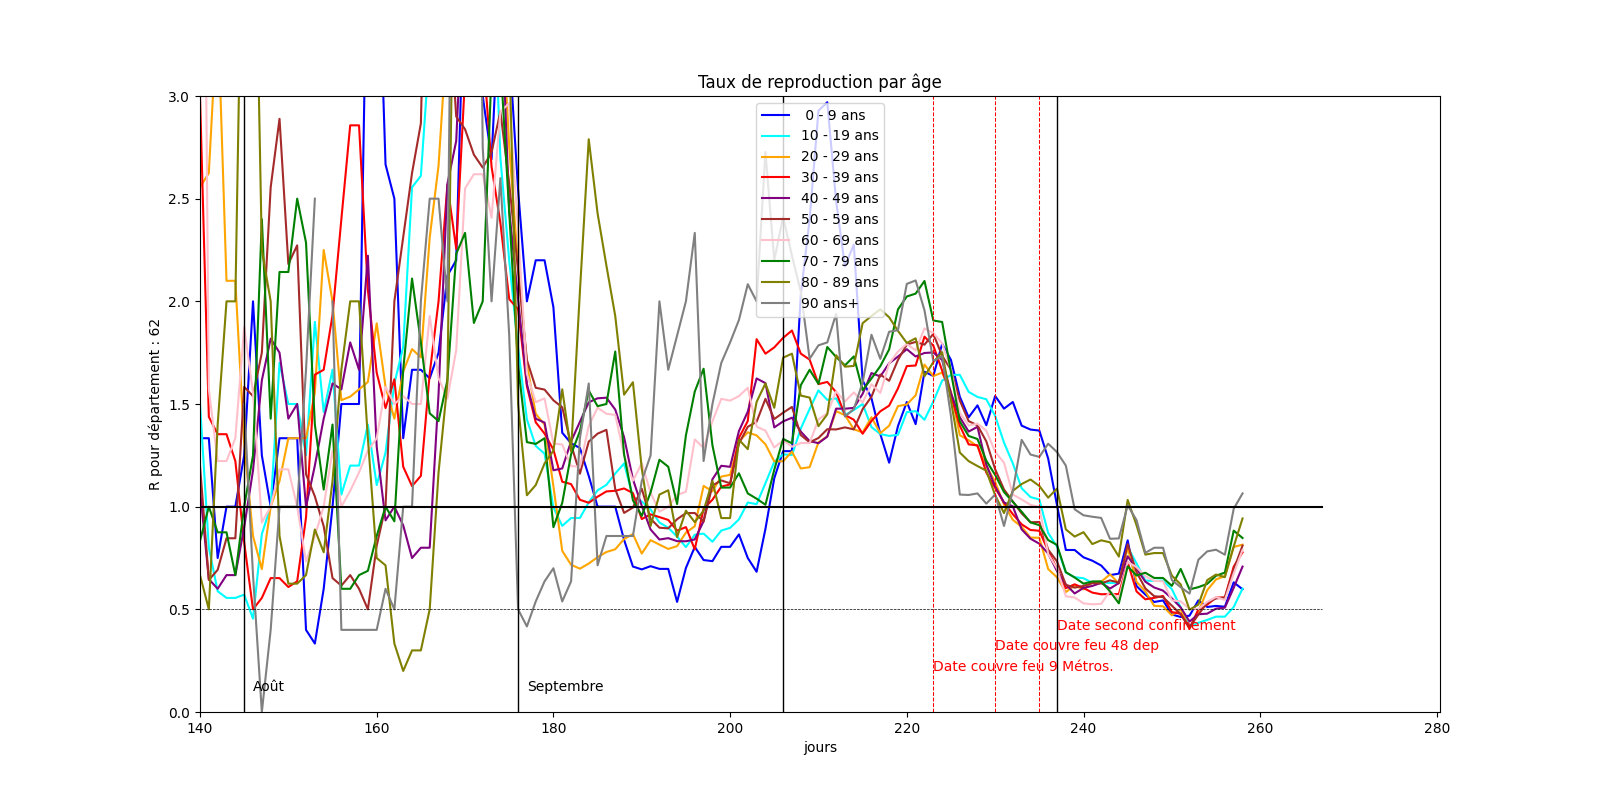 Taux de reproduction par âge
R pour département : 62
3.0
2.5
2.0
1.5
1.0
0.5
0.0
0 - 9 ans
10 - 19 ans
20 - 29 ans
30 - 39 ans
40 - 49 ans
50 - 59 ans
60 - 69 ans
70 - 79 ans
80 - 89 ans
90 ans+
Date second confinement
Date couvre feu 48 dep
Date couvre feu 9 Métros.
Août
Septembre
140 160 180 200 220 240 260 280
jours